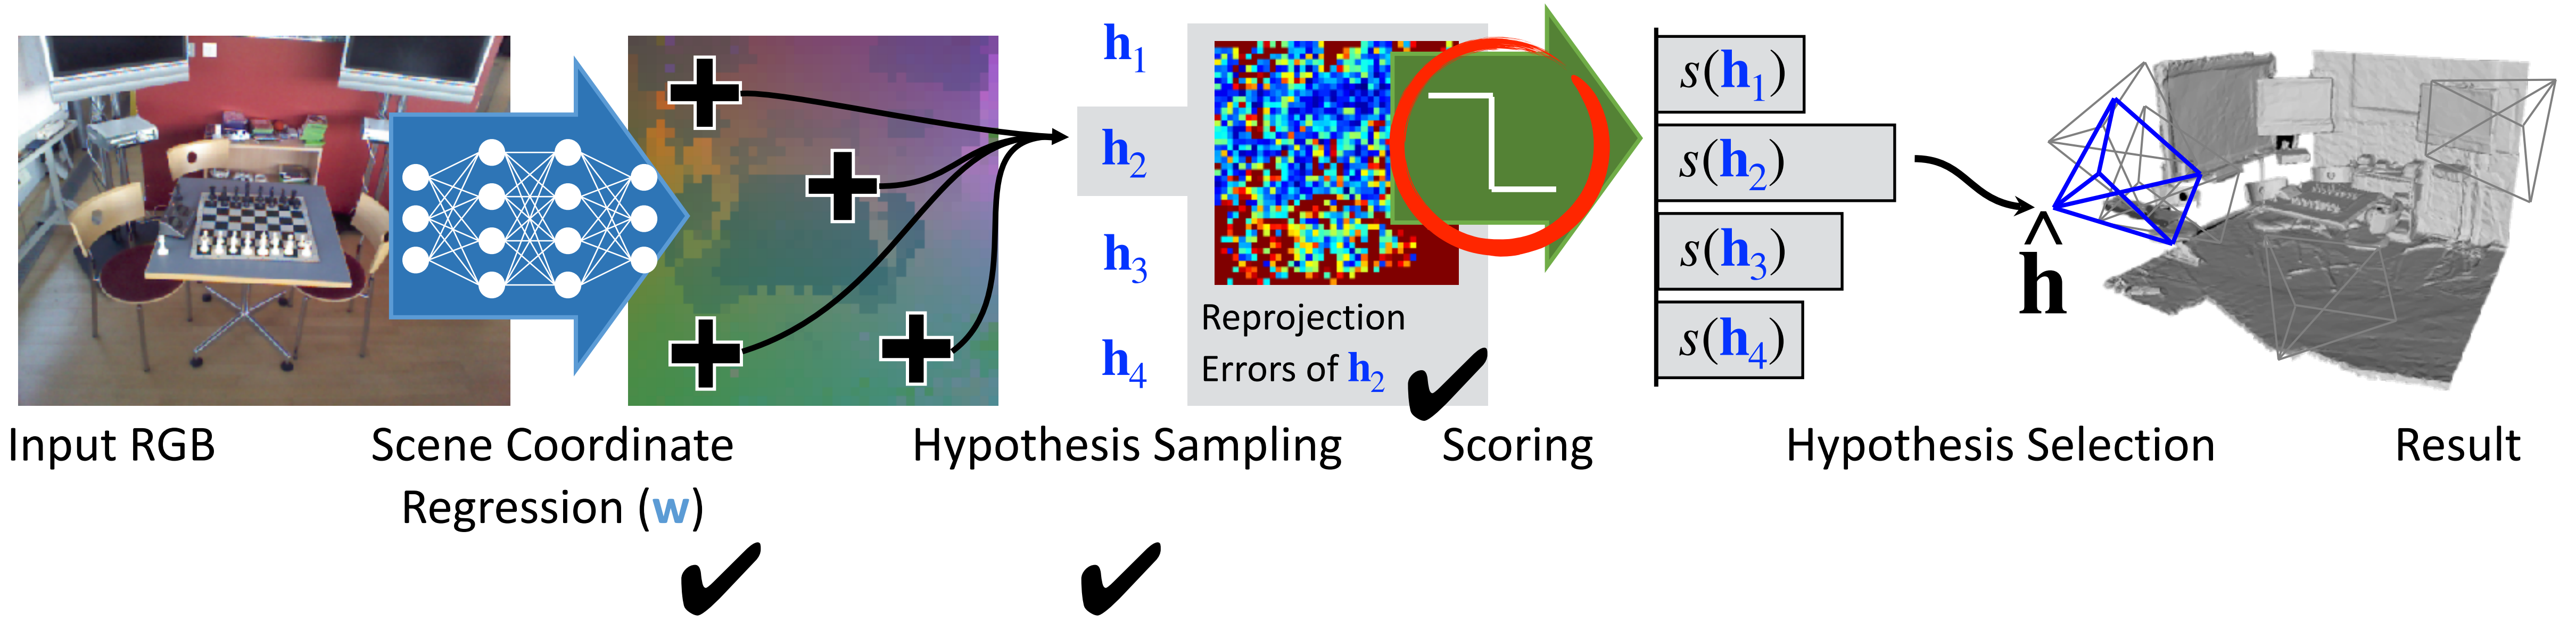 h1
h2
h3
h4
Reprojection
Errors of h2
s(h1)
s(h2)
s(h3)
s(h4)
ĥ
Input RGB
Scene Coordinate
Regression (w)
Hypothesis Sampling
Scoring
Hypothesis Selection
Result